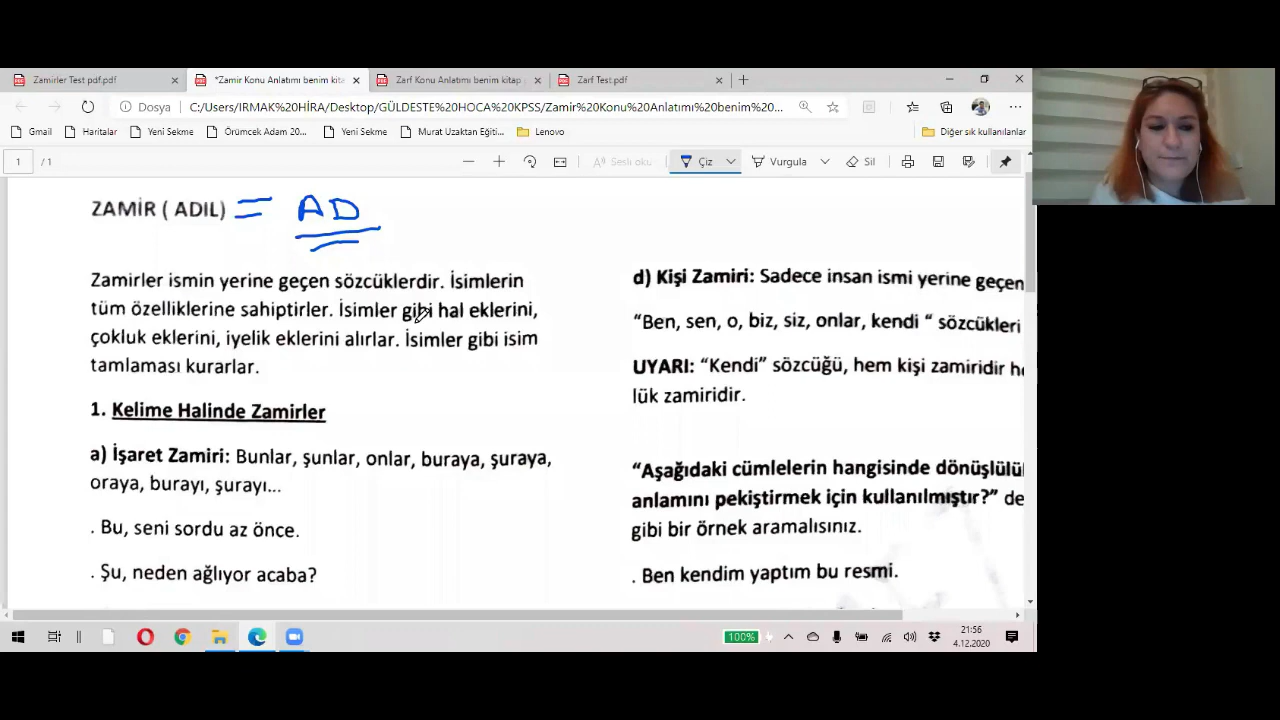 Zamirler Test pdf.pdf
*Zamir Konu Anlatımı benim kita
Zarf Konu Anlatımı benim kitap
Zarf Test.pdf
Dosya
C:/Users/IRMAK%20HİRA/Desktop/GÜLDESTE%20HOCA%20KPSS/Zamir%20Konu%20Anlatımı%20benim%20...
Gmail
Haritalar
Yeni Sekme
Örümcek Adam 20...
Yeni Sekme
Murat Uzaktan Eğiti...
Lenovo
Diğer sık kullanılanlar
1
/1
Sesli oku
Çiz
Vurgula
Sil
ZAMİR ( ADIL) = AD
Zamirler ismin yerine geçen sözcüklerdir. İsimlerin
tüm özelliklerine sahiptirler. İsimler gibi hal eklerini,
çokluk eklerini, iyelik eklerini alırlar. İsimler gibi isim
tamlaması kurarlar.
1. Kelime Halinde Zamirler
a) İşaret Zamiri: Bunlar, şunlar, onlar, buraya, şuraya,
oraya, burayı, şurayı...
. Bu, seni sordu az önce.
. Şu, neden ağlıyor acaba?
d) Kişi Zamiri: Sadece insan ismi yerine geçen
"Ben, sen, o, biz, siz, onlar, kendi " sözcükleri
UYARI: "Kendi" sözcüğü, hem kişi zamiridir he
lük zamiridir.
"Aşağıdaki cümlelerin hangisinde dönüşlülü
anlamını pekiştirmek için kullanılmıştır?" de
gibi bir örnek aramalısınız.
. Ben kendim yaptım bu resmi.
100%
21:56
4.12.2020